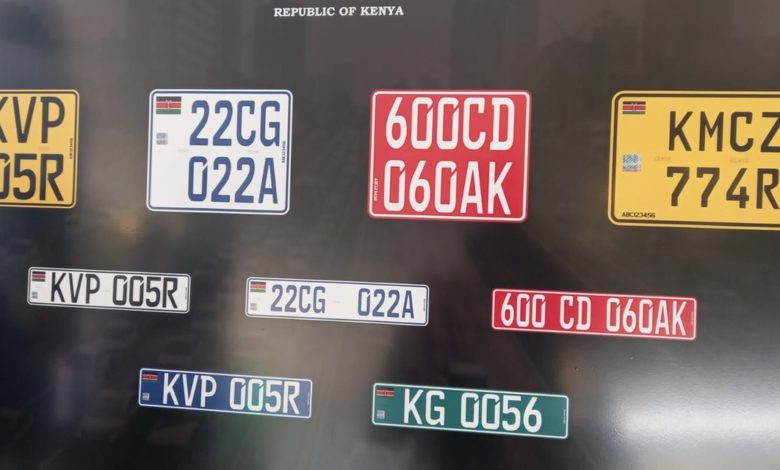 REPUBLIC OF KENYA
KVP
05R
22CG
022A
600CD
060AK
KMCZ
774R
ABC123456
KVP 005R
22CG 022A
600 CD 060AK
KVP 005R
KG 0056